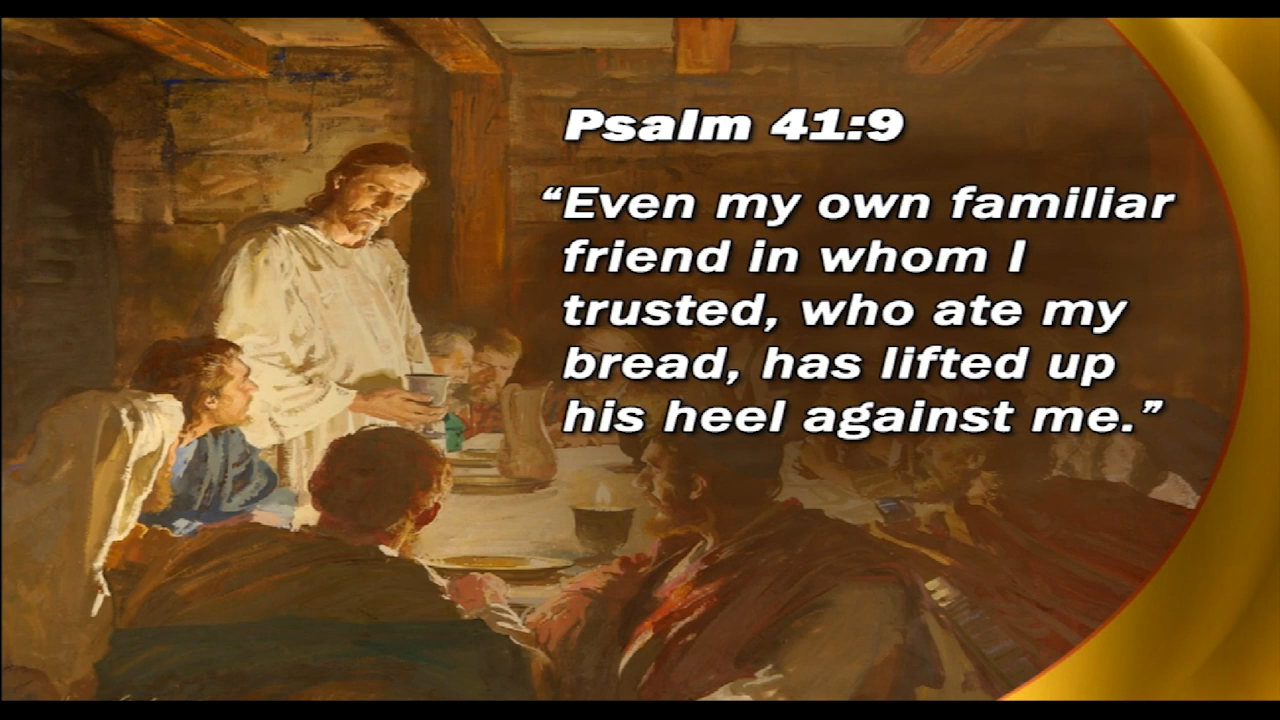 Psalm 41:9
“Even my own familiar
friend in whom I
trusted, who ate my
bread, has lifted up
his heel against me.”